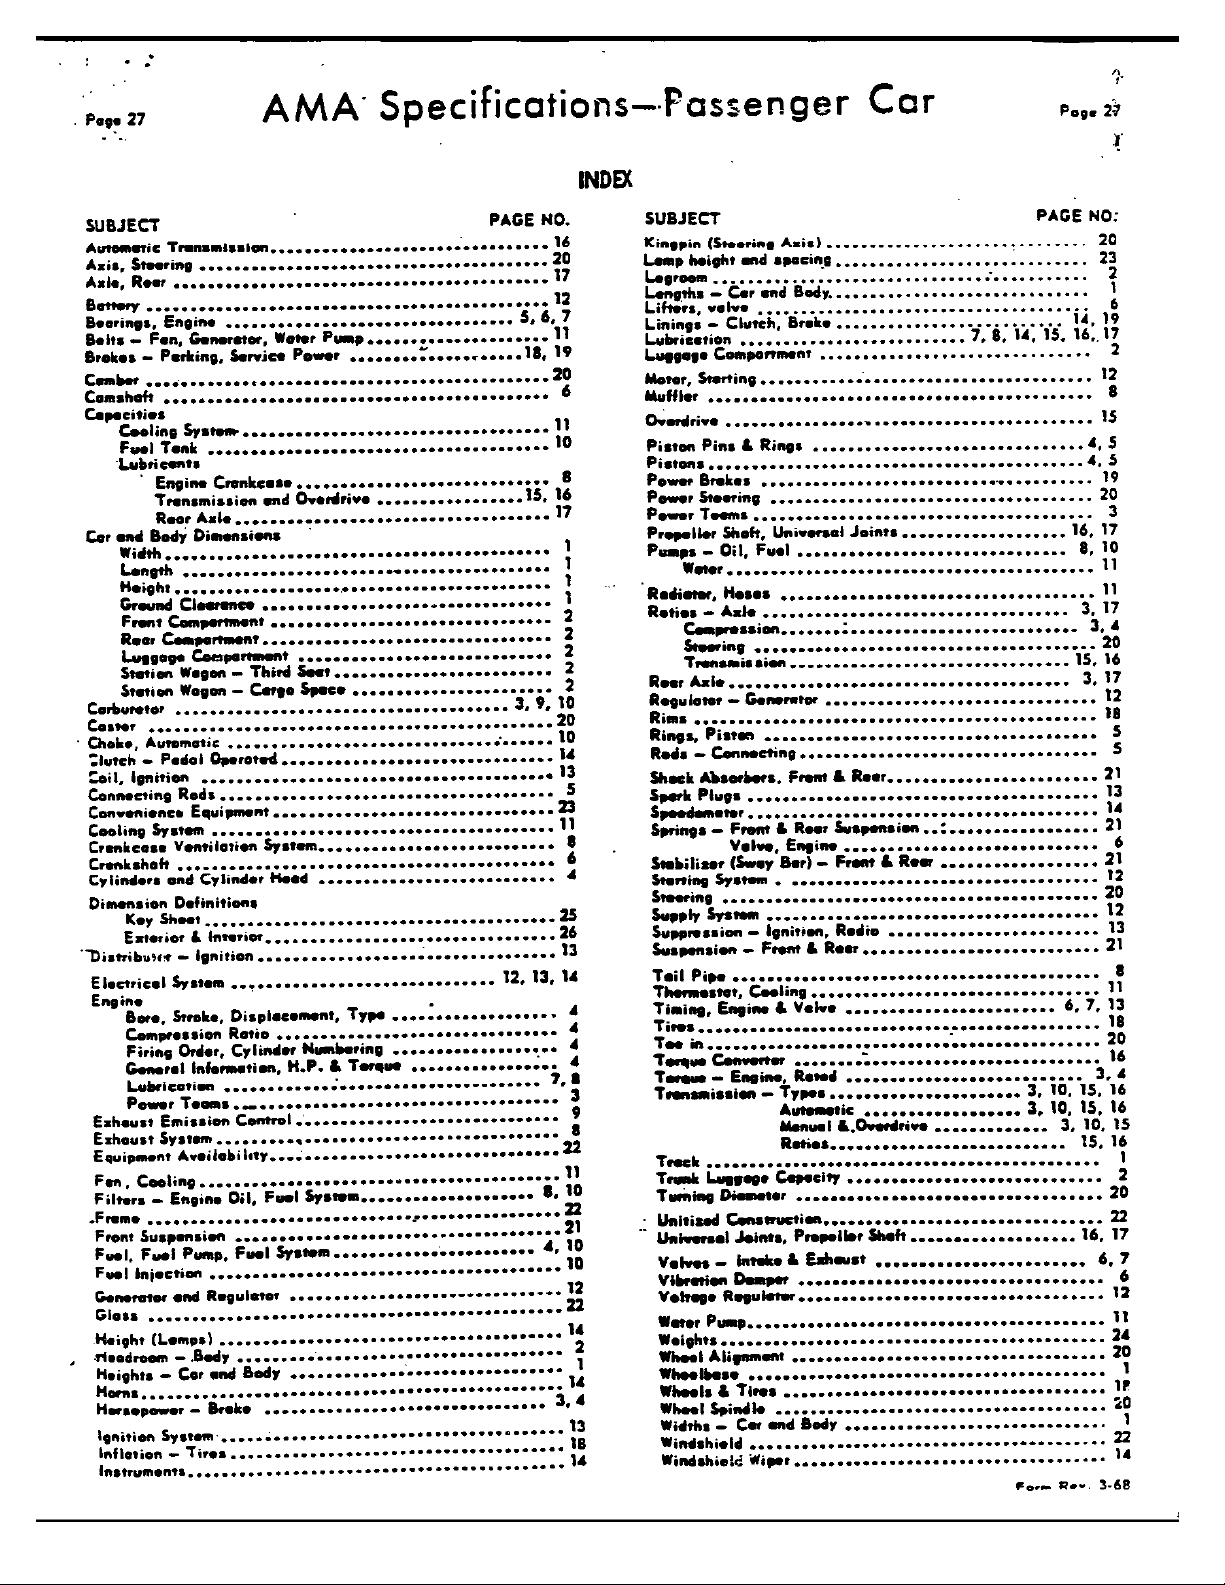 Page 27
AMA Specifications—Passenger Car
Page 27
INDEX
SUBJECT PAGE NO.
Automatic Transmission 16
Axis, Steering 20
Axle, Rear 17
Battery 12
Bearings, Engine 5, 6, 7
Belts – Fan, Generator, Water Pump 11
Brakes – Parking, Service Power 18, 19
Camber 20
Camshaft 6
Capacities
Cooling System 11
Fuel Tank 10
Lubricants
Engine Crankcase 8
Transmission and Overdrive 15, 16
Rear Axle 17
Car and Body Dimensions
Width 1
Length 1
Height 1
Ground Clearance 1
Front Compartment 2
Rear Compartment 2
Luggage Compartment 2
Station Wagon – Third Seat 2
Station Wagon – Cargo Space 2
Carburetor 3, 9, 10
Caster 20
Choke, Automatic 10
Clutch – Pedal Operated 14
Coil, Ignition 13
Connecting Rods 5
Convenience Equipment 23
Cooling System 11
Crankcase Ventilation System 8
Crankshaft 6
Cylinders and Cylinder Head 4
Dimension Definitions
Key Sheet 25
Exterior & Interior 26
Distributor – Ignition 13
Electrical System 12, 13, 14
Engine
Bore, Stroke, Displacement, Type 4
Compression Ratio 4
Firing Order, Cylinder Numbering 4
General Information, H.P. & Torque 4
Lubrication 7, 8
Power Teams 3
Exhaust Emission Control 9
Exhaust System 8
Equipment Availability 22
Fan, Cooling 11
Filters – Engine Oil, Fuel System 8, 10
Frame 22
Front Suspension 21
Fuel, Fuel Pump, Fuel System 4, 10
Fuel Injection 10
Generator and Regulator 12
Glass 22
Height (Lamps) 14
Headroom – Body 2
Heights – Car and Body 1
Horns 14
Horsepower – Brake 3, 4
Ignition System 13
Inflation – Tires 18
Instruments 14
SUBJECT PAGE NO.
Kingpin (Steering Axis) 20
Lamp height and spacing 23
Legroom 2
Lengths – Car and Body 1
Lifters, valve 6
Linings – Clutch, Brake 14, 19
Lubrication 7, 8, 14, 15, 16, 17
Luggage Compartment 2
Motor, Starting 12
Muffler 8
Overdrive 15
Piston Pins & Rings 4, 5
Pistons 4, 5
Power Brakes 19
Power Steering 20
Power Teams 3
Propeller Shaft, Universal Joints 16, 17
Pumps – Oil, Fuel 8, 10
Water 11
Radiator, Hoses 11
Ratios – Axle 3, 17
Compression 3, 4
Steering 20
Transmission 15, 16
Rear Axle 3, 17
Regulator – Generator 12
Rims 18
Rings, Piston 5
Rods – Connecting 5
Shock Absorbers, Front & Rear 21
Spark Plugs 13
Speedometer 14
Springs – Front & Rear Suspension 21
Valve, Engine 6
Stabilizer (Sway Bar) – Front & Rear 21
Starting System 12
Steering 20
Supply System 12
Suppression – Ignition, Radio 13
Suspension – Front & Rear 21
Tail Pipe 8
Thermostat, Cooling 11
Timing, Engine & Valve 6, 7, 13
Tires 18
Toe in 20
Torque Converter 16
Torque – Engine, Rated 3, 4
Transmission – Types 3, 10, 15, 16
Automatic 3, 10, 15, 16
Manual & Overdrive 3, 10, 15
Ratios 15, 16
Track 1
Trunk Luggage Capacity 2
Turning Diameter 20
Unitized Construction 22
Universal Joints, Propeller Shaft 16, 17
Valves – Intake & Exhaust 6, 7
Vibration Damper 6
Voltage Regulator 12
Water Pump 11
Weights 24
Wheel Alignment 20
Wheelbase 1
Wheels & Tires 18
Wheel Spindle 20
Widths – Car and Body 1
Windshield 22
Windshield Wiper 14
Form Rev. 3-68